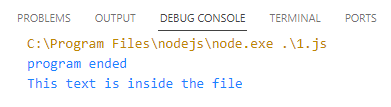 PROBLEMS OUTPUT DEBUG CONSOLE TERMINAL PORTS
C:\Program Files\nodejs\node.exe .\1.js
program ended
This text is inside the file